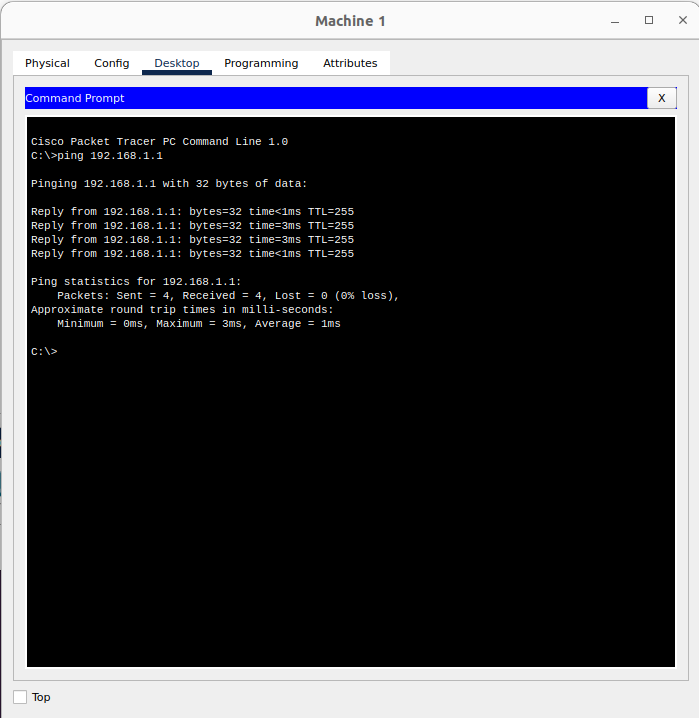 Machine 1
Physical Config Desktop Programming Attributes
Command Prompt X
Cisco Packet Tracer PC Command Line 1.0
C:\>ping 192.168.1.1
Pinging 192.168.1.1 with 32 bytes of data:
Reply from 192.168.1.1: bytes=32 time<1ms TTL=255
Reply from 192.168.1.1: bytes=32 time=3ms TTL=255
Reply from 192.168.1.1: bytes=32 time=3ms TTL=255
Reply from 192.168.1.1: bytes=32 time<1ms TTL=255
Ping statistics for 192.168.1.1:
    Packets: Sent = 4, Received = 4, Lost = 0 (0% loss),
Approximate round trip times in milli-seconds:
    Minimum = 0ms, Maximum = 3ms, Average = 1ms
C:\>
Top